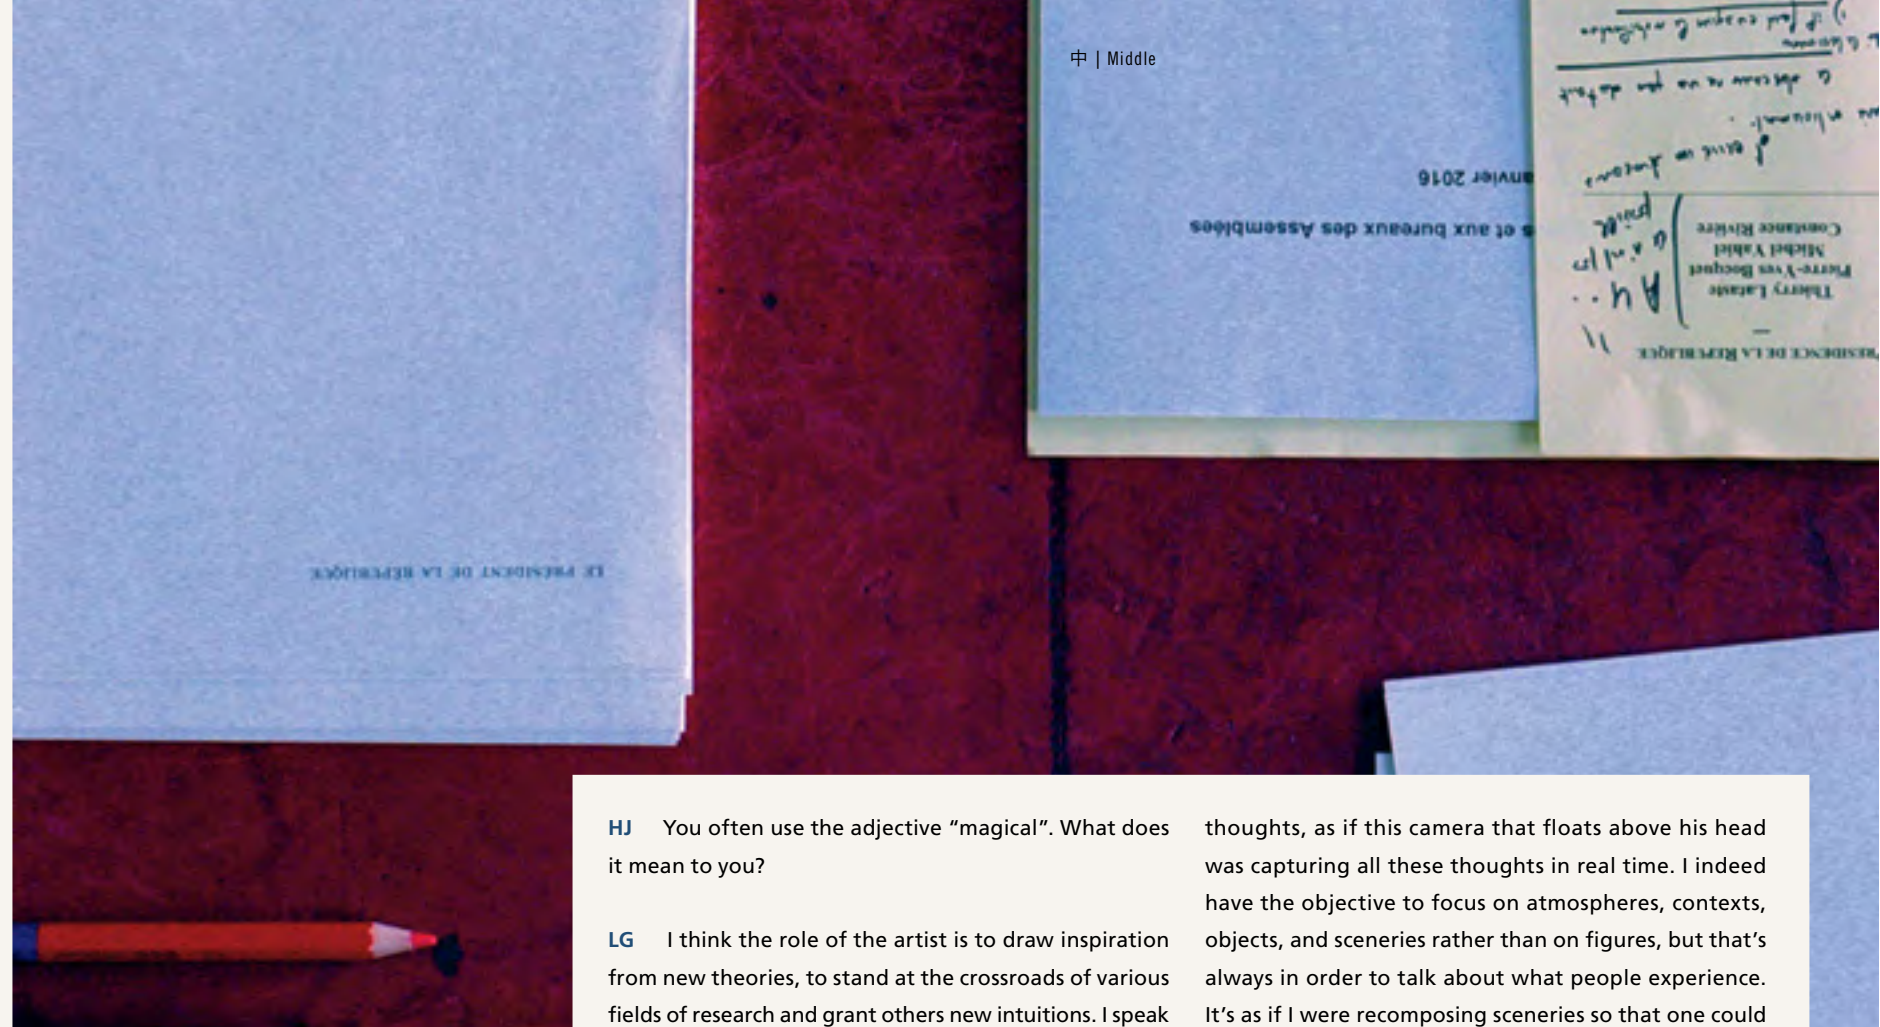 中 | Middle
PRÉSIDENCE DE LA RÉPUBLIQUE
Thierry Lataste
Pierre-Yves Bocquet
Michel Yahiel
Constance Rivière
s et aux bureaux des Assemblées
anvier 2016
LE PRÉSIDENT DE LA RÉPUBLIQUE
HJ You often use the adjective “magical”. What does
it mean to you?
LG I think the role of the artist is to draw inspiration
from new theories, to stand at the crossroads of various
fields of research and grant others new intuitions. I speak
thoughts, as if this camera that floats above his head
was capturing all these thoughts in real time. I indeed
have the objective to focus on atmospheres, contexts,
objects, and sceneries rather than on figures, but that’s
always in order to talk about what people experience.
It’s as if I were recomposing sceneries so that one could